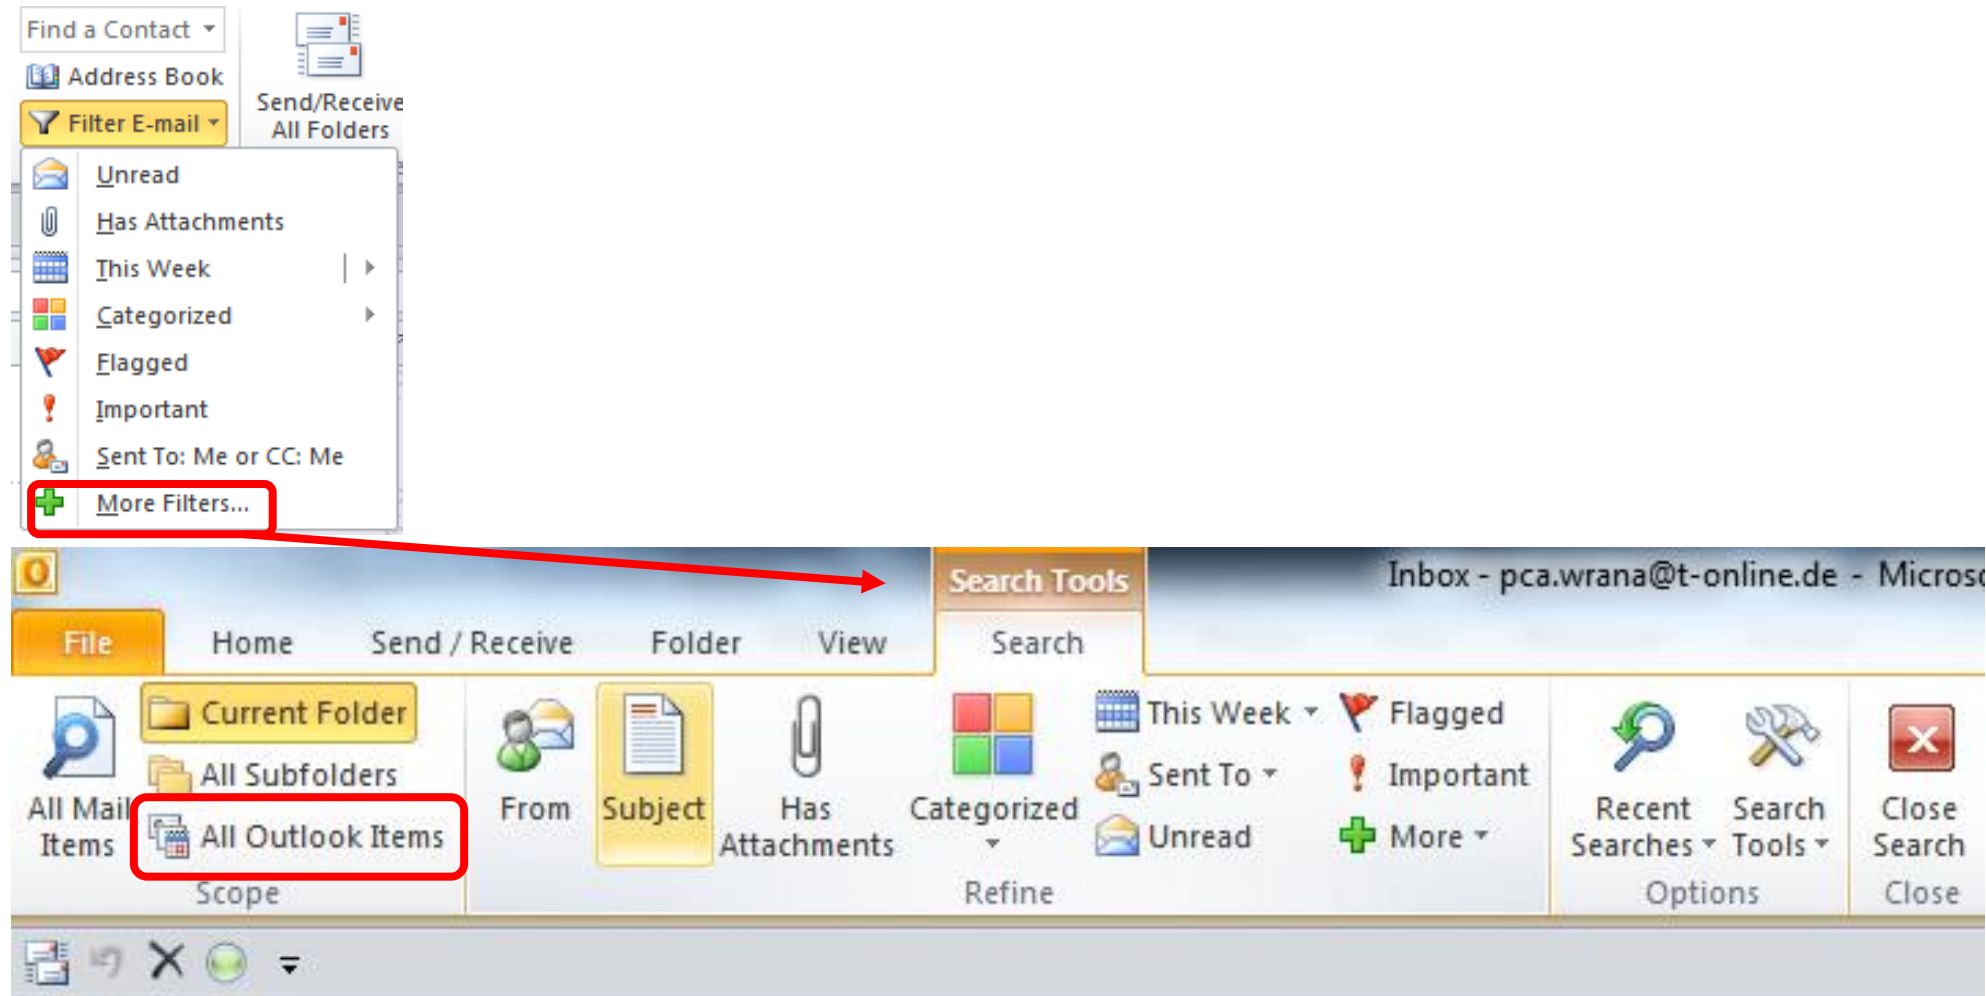 Find a Contact
Address Book
Filter E-mail
Send/Receive
All Folders
Unread
Has Attachments
This Week
Categorized
Flagged
Important
Sent To: Me or CC: Me
More Filters...
Search Tools
Inbox - pca.wrana@t-online.de - Microso
File
Home
Send / Receive
Folder
View
Search
All Mail
Items
Current Folder
All Subfolders
All Outlook Items
Scope
From
Subject
Has
Attachments
Categorized
This Week
Sent To
Unread
Flagged
Important
More
Refine
Recent
Searches
Search
Tools
Options
Close
Search
Close